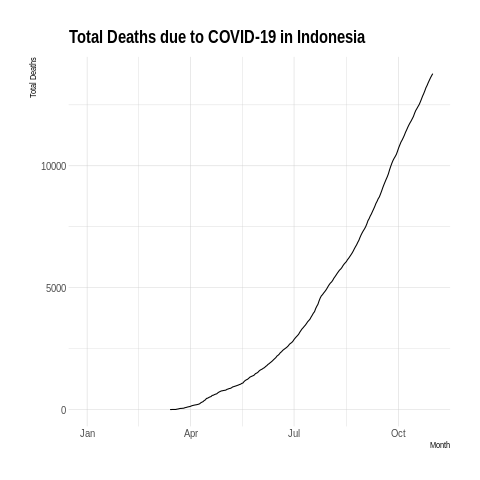 Total Deaths due to COVID-19 in Indonesia
Total Deaths
10000
5000
0
Jan Apr Jul Oct
Month